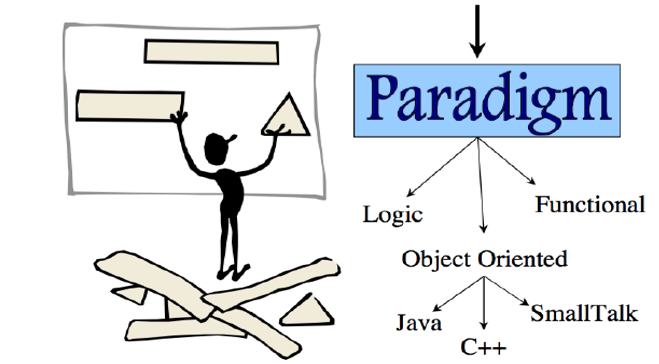 Paradigm
Logic
Functional
Object Oriented
Java
SmallTalk
C++